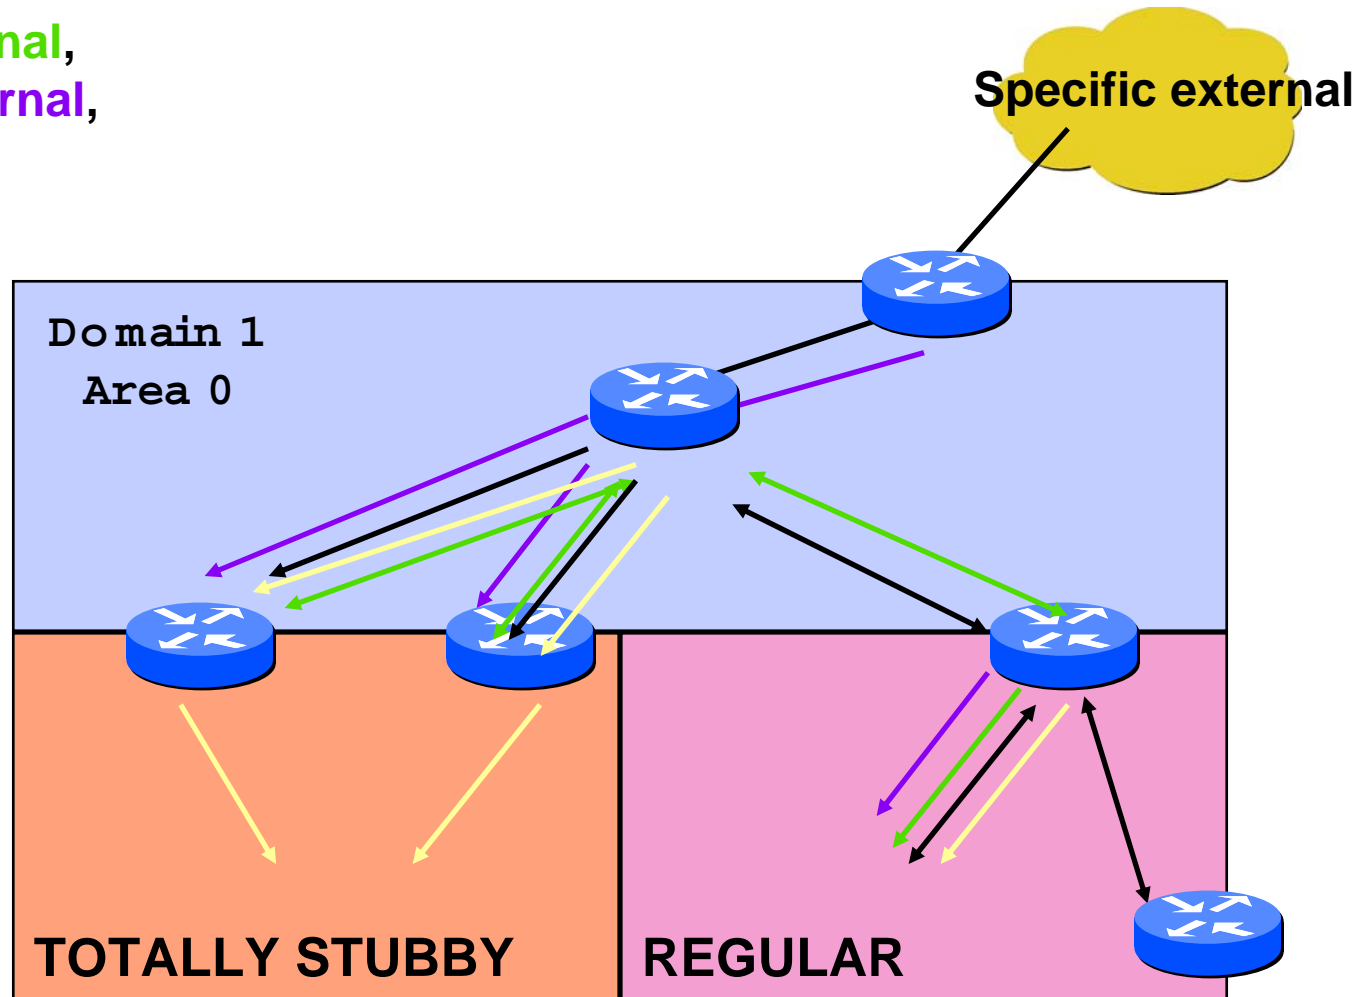 nal,
rnal,
Specific external
Domain 1
Area 0
TOTALLY STUBBY
REGULAR